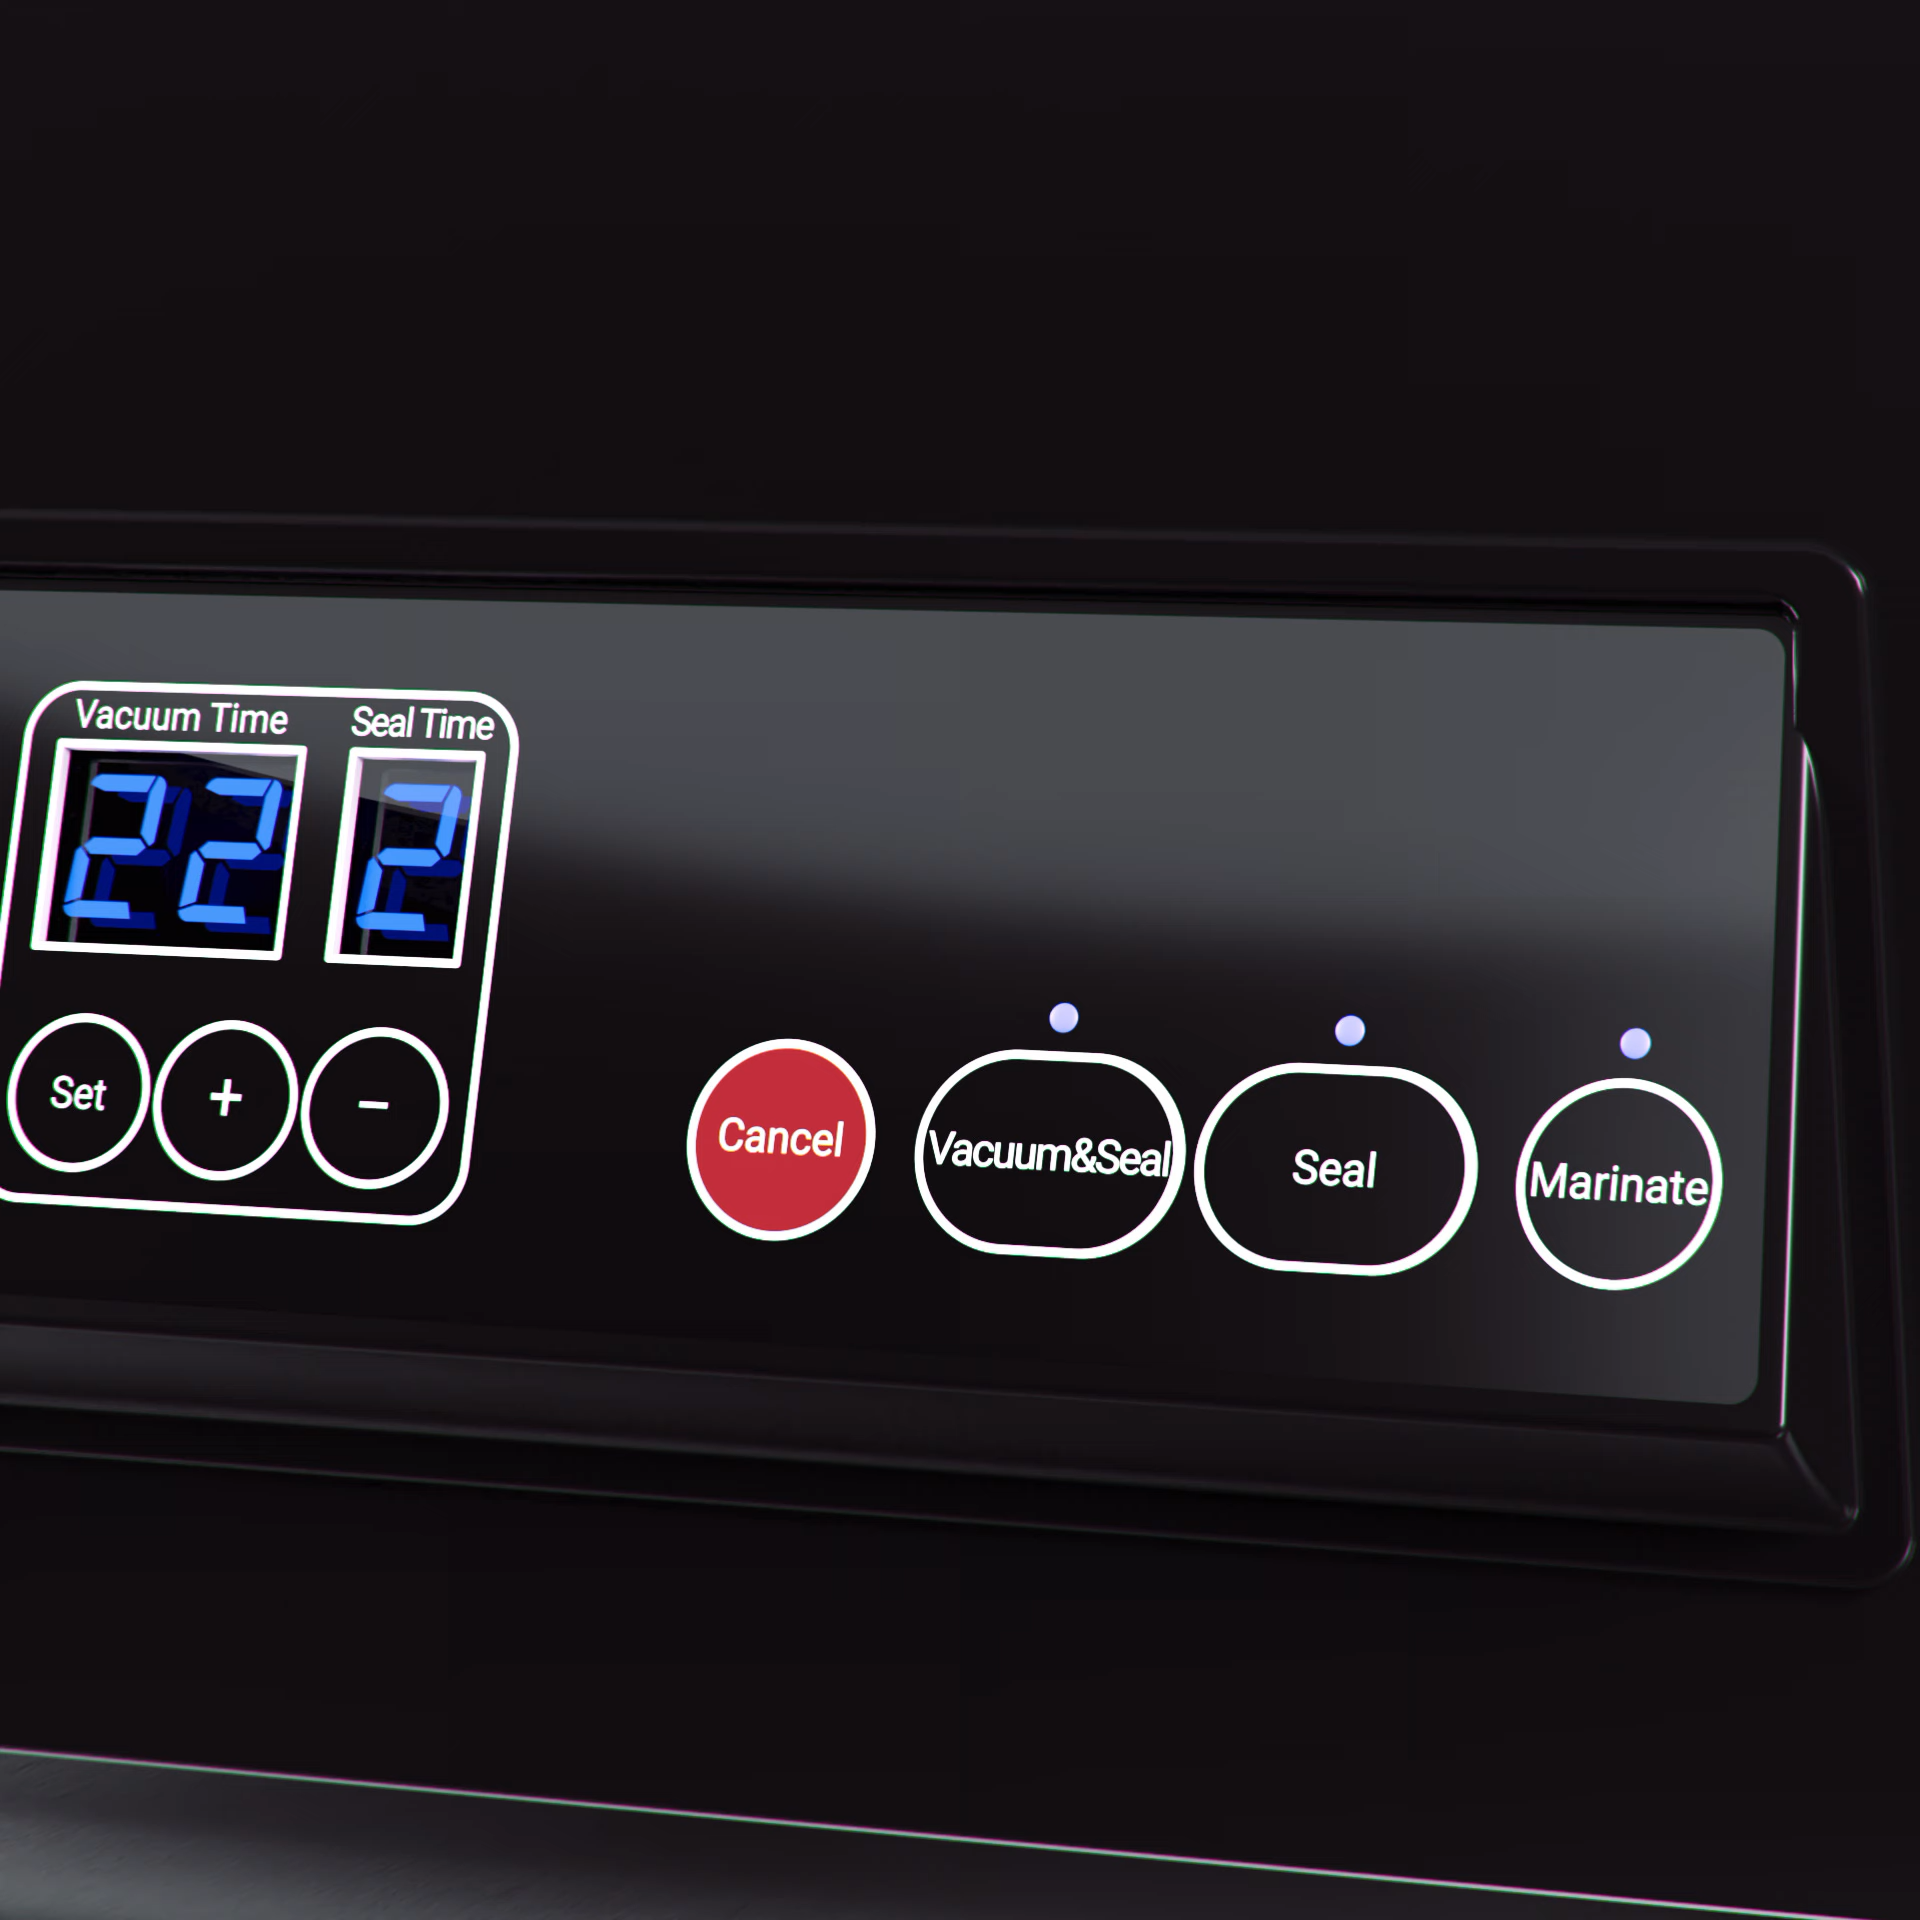 Vacuum Time
Seal Time
22
2
Set
+
-
Cancel
Vacuum&Seal
Seal
Marinate